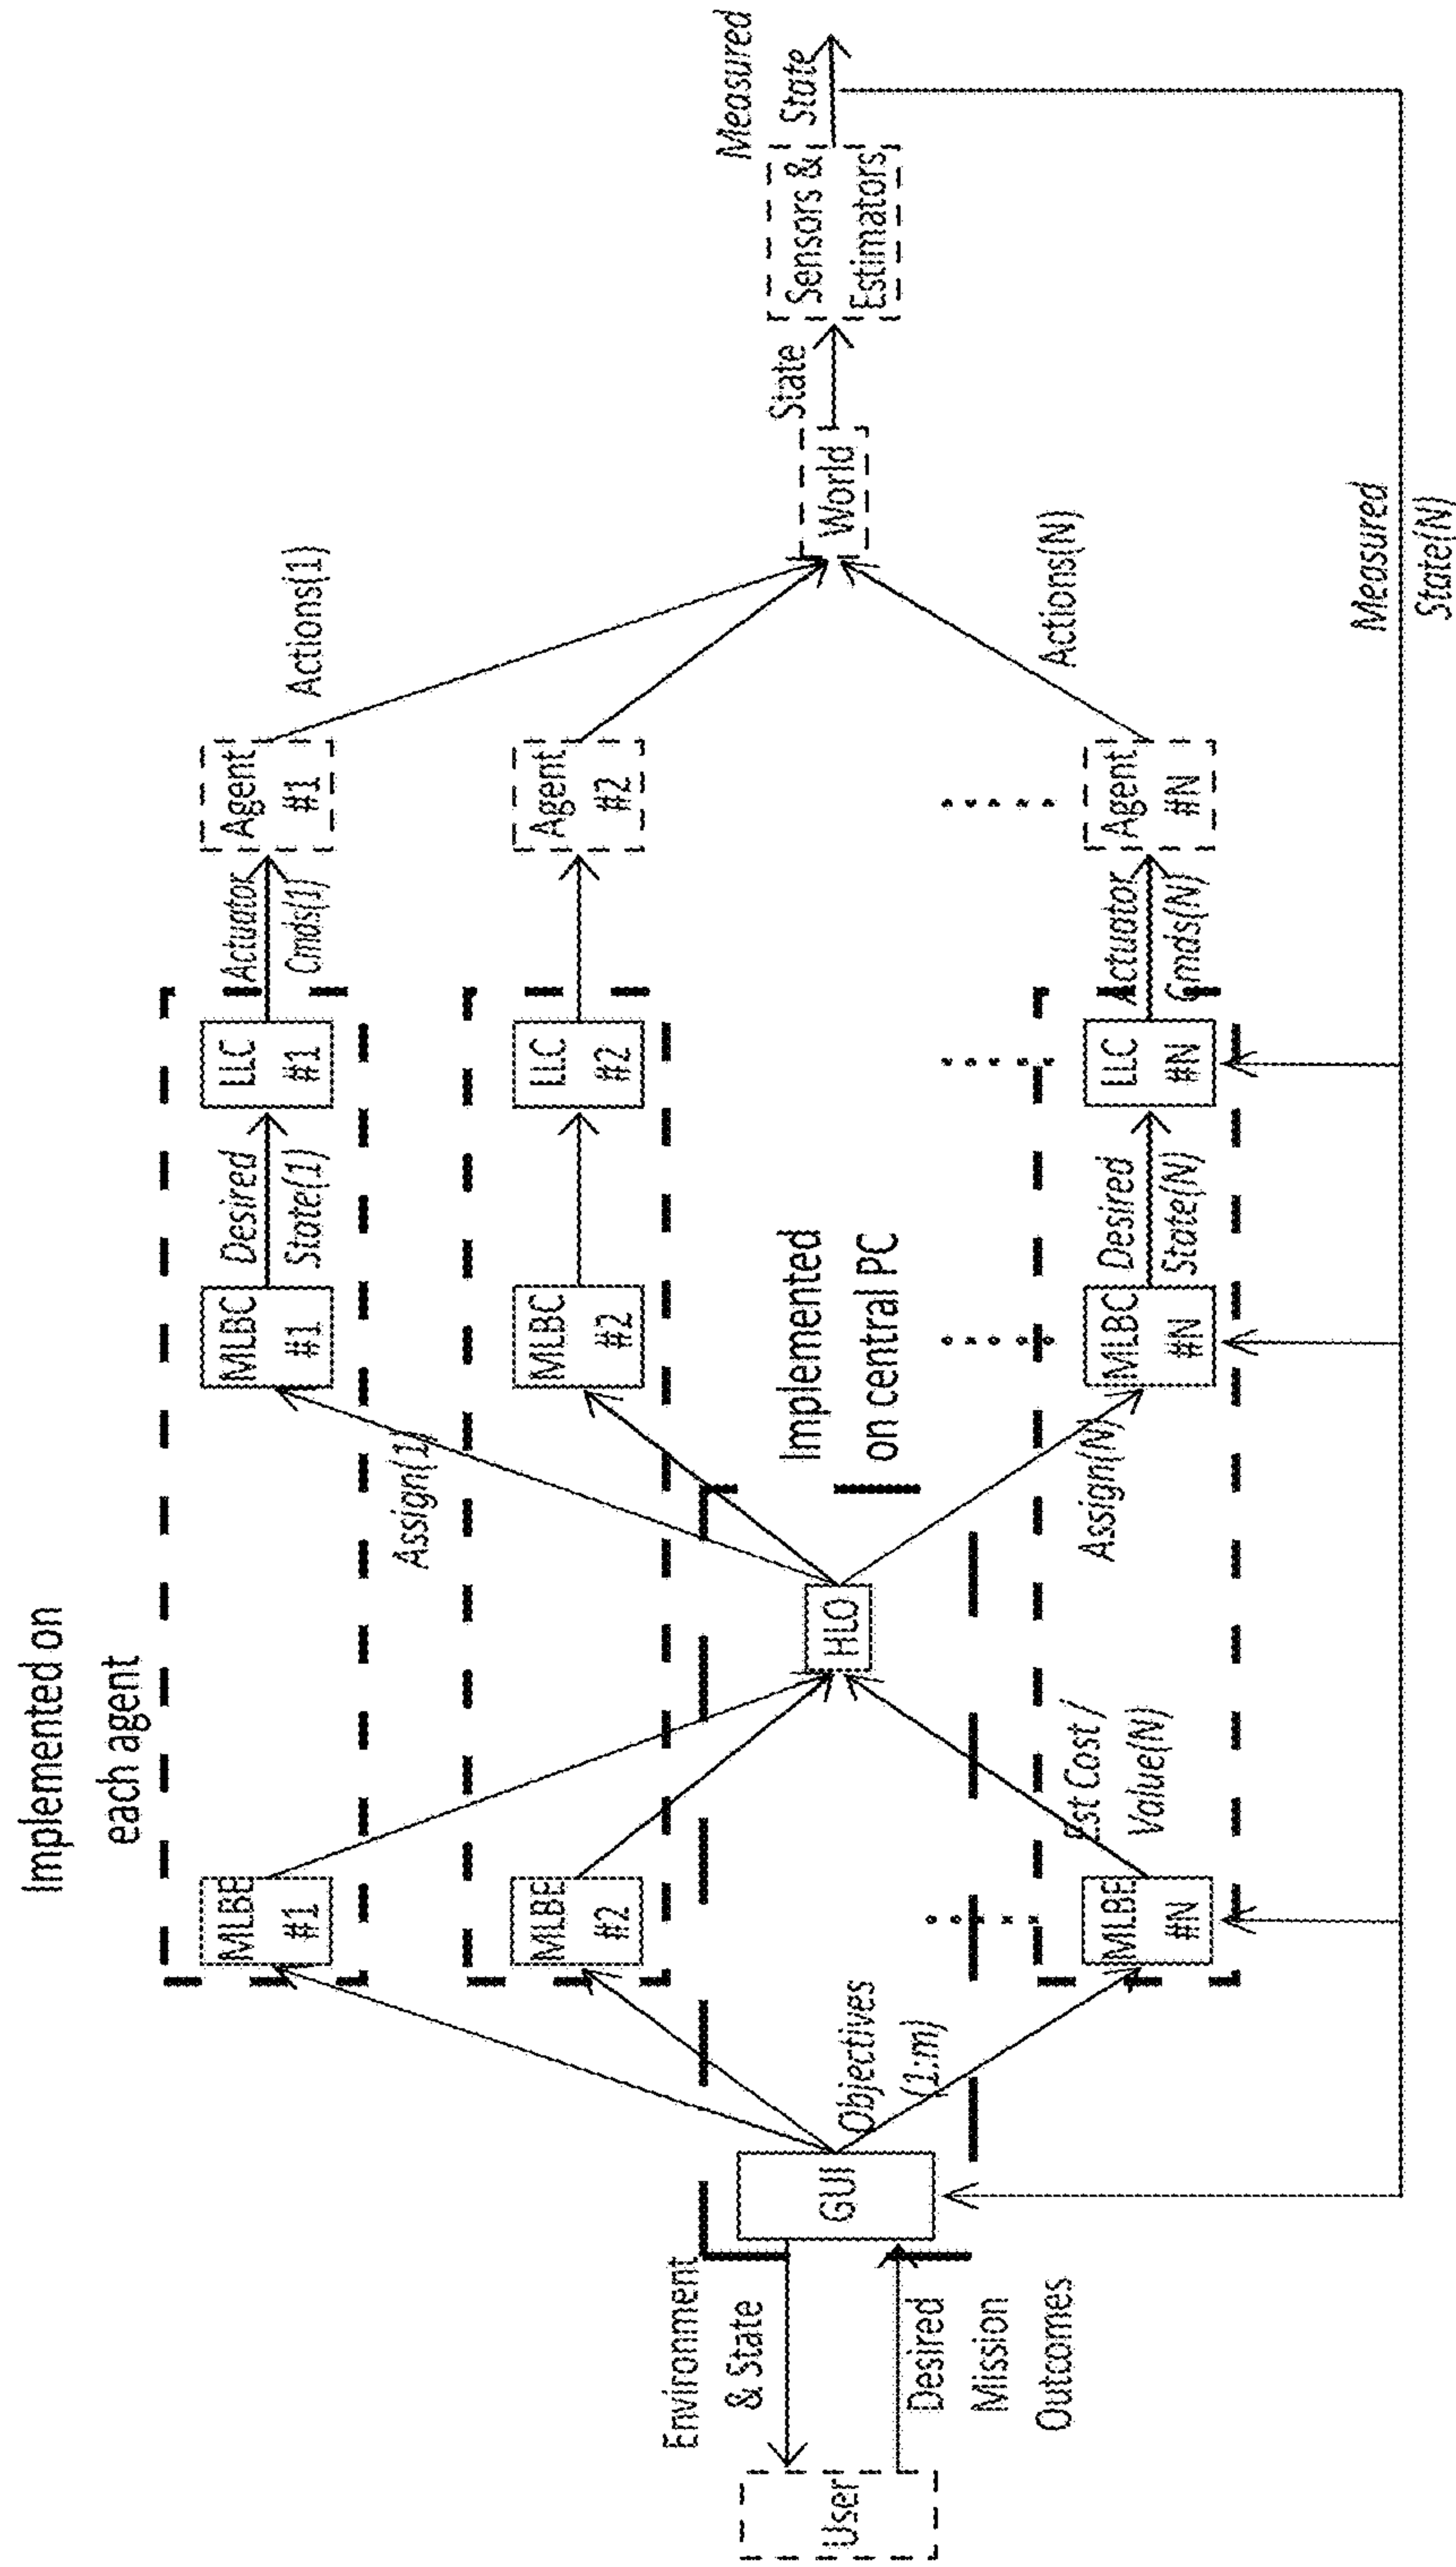 Implemented on
each agent
MLBE
#1
MLBC
#1
Desired
State(1)
LLC
#1
Actuator
Cmds(1)
Agent
#1
Actions(1)
Assign(1)
MLBE
#2
MLBC
#2
LLC
#2
Agent
#2
User
Environment
& State
Desired
Mission
Outcomes
GUI
Objectives
(1:m)
HLO
Implemented
on central PC
World
State
Sensors &
Estimators
Measured
State
MLBE
#N
Est Cost /
Value(N)
Assign(N)
MLBC
#N
Desired
State(N)
LLC
#N
Actuator
Cmds(N)
Agent
#N
Actions(N)
Measured
State(N)